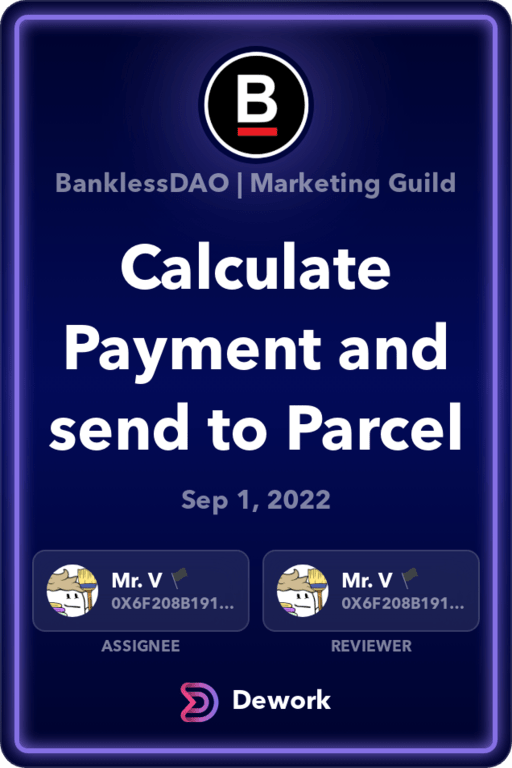 B
BanklessDAO | Marketing Guild
Calculate
Payment and
send to Parcel
Sep 1, 2022
Mr. V 🏴
0X6F208B191...
ASSIGNEE
Mr. V 🏴
0X6F208B191...
REVIEWER
Dework